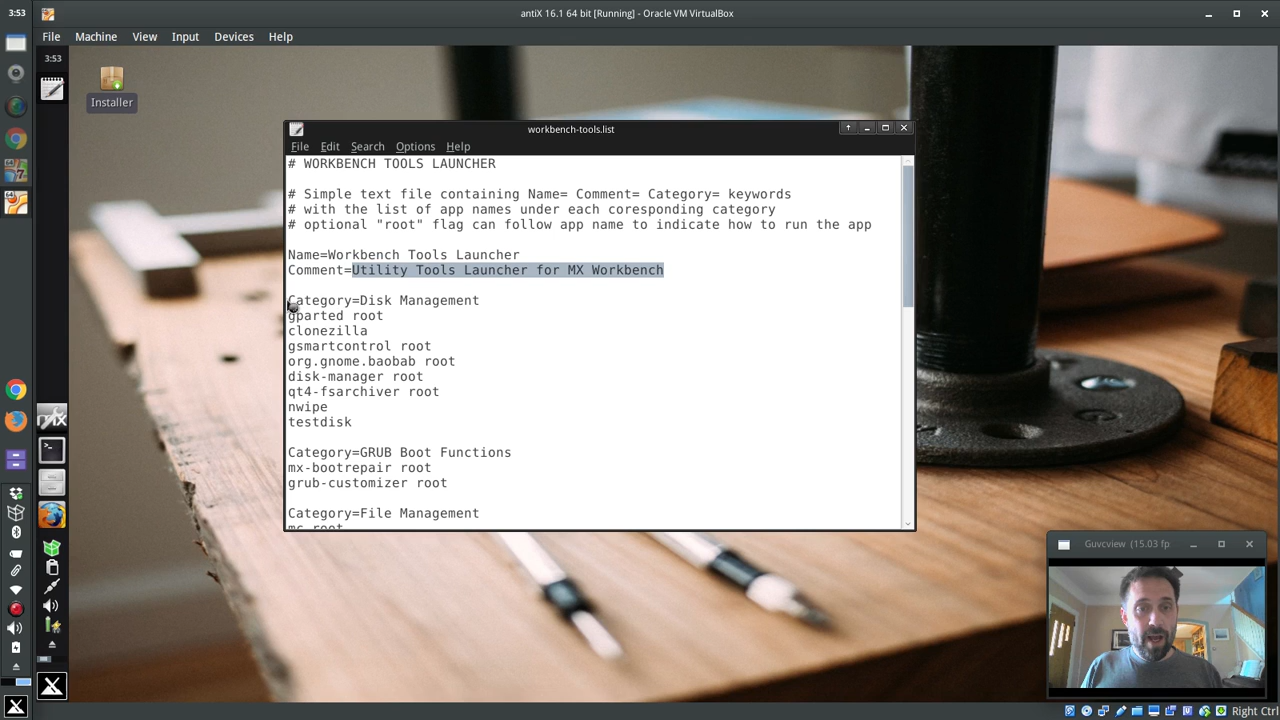 3:53
antiX 16.1 64 bit [Running] - Oracle VM VirtualBox
File Machine View Input Devices Help
3:53
Installer
workbench-tools.list
File Edit Search Options Help
# WORKBENCH TOOLS LAUNCHER
# Simple text file containing Name= Comment= Category= keywords
# with the list of app names under each coresponding category
# optional "root" flag can follow app name to indicate how to run the app
Name=Workbench Tools Launcher
Comment=Utility Tools Launcher for MX Workbench
Category=Disk Management
gparted root
clonezilla
gsmartcontrol root
org.gnome.baobab root
disk-manager root
qt4-fsarchiver root
nwipe
testdisk
Category=GRUB Boot Functions
mx-bootrepair root
grub-customizer root
Category=File Management
mc root
Guvcview (15.03 fp
Right Ctrl